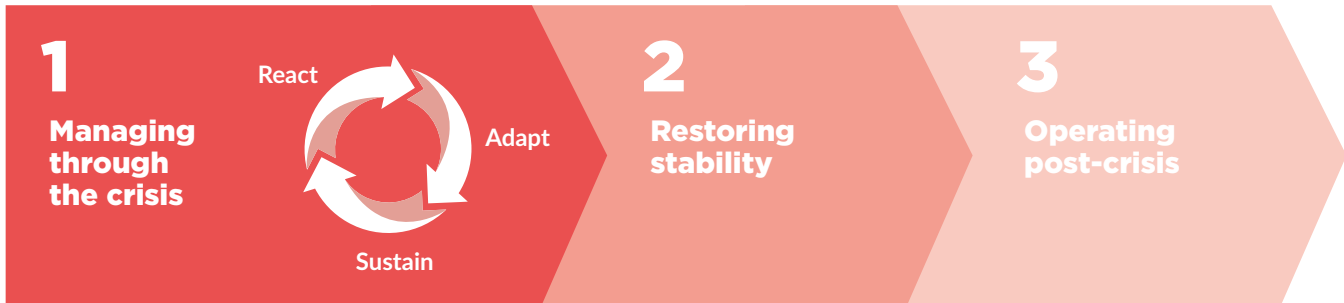 1
Managing
through
the crisis
React
Adapt
Sustain
2
Restoring
stability
3
Operating
post-crisis